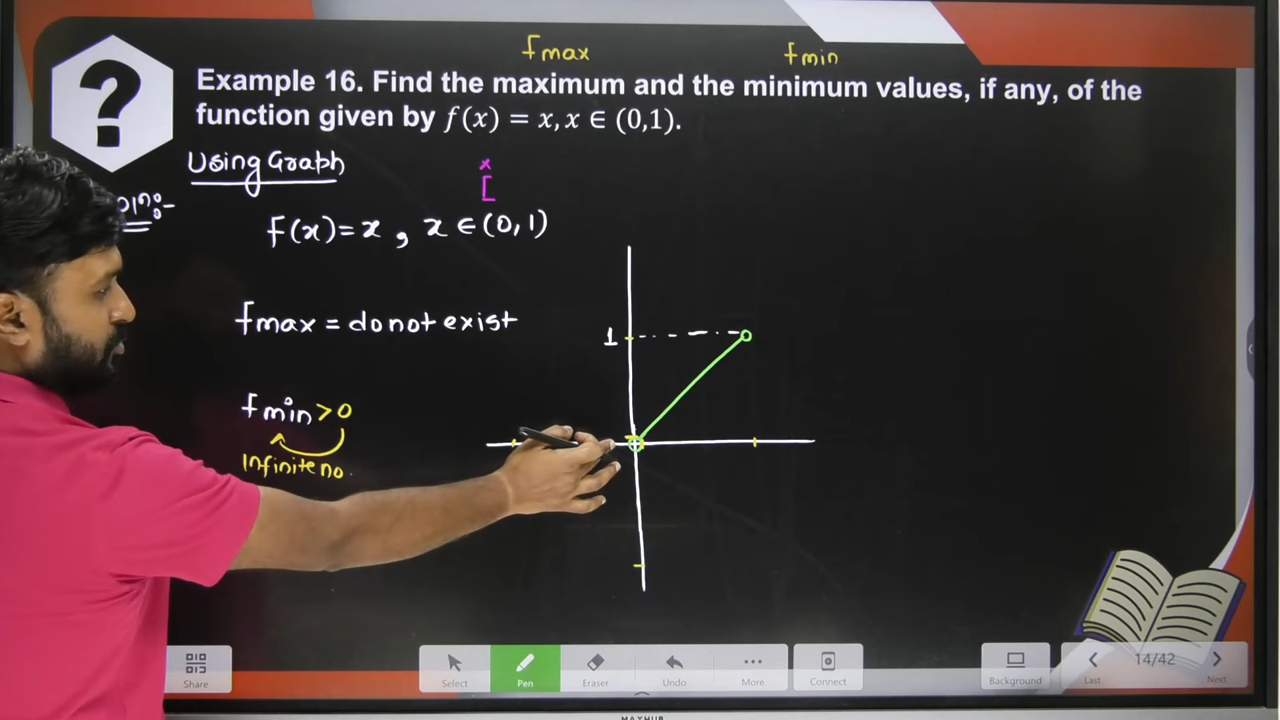 fmax
fmin
Example 16. Find the maximum and the minimum values, if any, of the
function given by f(x) = x, x ∈ (0,1).
Using Graph
x
[
f(x)=x , x ∈ (0,1)
fmax = do not exist
1
fmin > 0
Infinite no.
Share
Select
Pen
Eraser
Undo
More
Connect
Background
Last
14/42
Next
MAXHUB